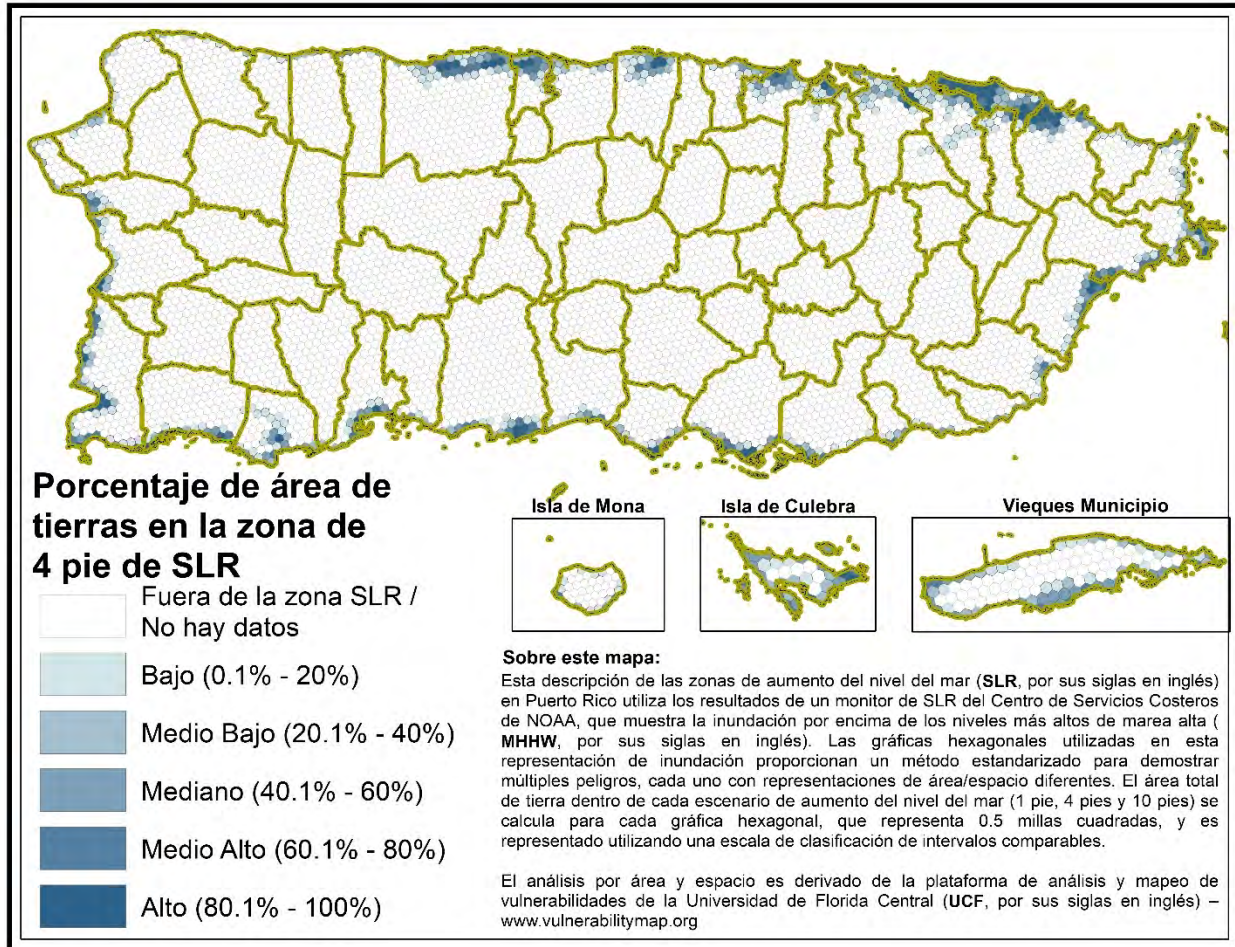 Isla de Mona
Isla de Culebra
Vieques Municipio
Porcentaje de área de
tierras en la zona de
4 pie de SLR
Fuera de la zona SLR /
No hay datos
Bajo (0.1% - 20%)
Medio Bajo (20.1% - 40%)
Mediano (40.1% - 60%)
Medio Alto (60.1% - 80%)
Alto (80.1% - 100%)
Sobre este mapa:
Esta descripción de las zonas de aumento del nivel del mar (SLR, por sus siglas en inglés)
en Puerto Rico utiliza los resultados de un monitor de SLR del Centro de Servicios Costeros
de NOAA, que muestra la inundación por encima de los niveles más altos de marea alta (
MHHW, por sus siglas en inglés). Las gráficas hexagonales utilizadas en esta
representación de inundación proporcionan un método estandarizado para demostrar
múltiples peligros, cada uno con representaciones de área/espacio diferentes. El área total
de tierra dentro de cada escenario de aumento del nivel del mar (1 pie, 4 pies y 10 pies) se
calcula para cada gráfica hexagonal, que representa 0.5 millas cuadradas, y es
representado utilizando una escala de clasificación de intervalos comparables.
El análisis por área y espacio es derivado de la plataforma de análisis y mapeo de
vulnerabilidades de la Universidad de Florida Central (UCF, por sus siglas en inglés) –
www.vulnerabilitymap.org